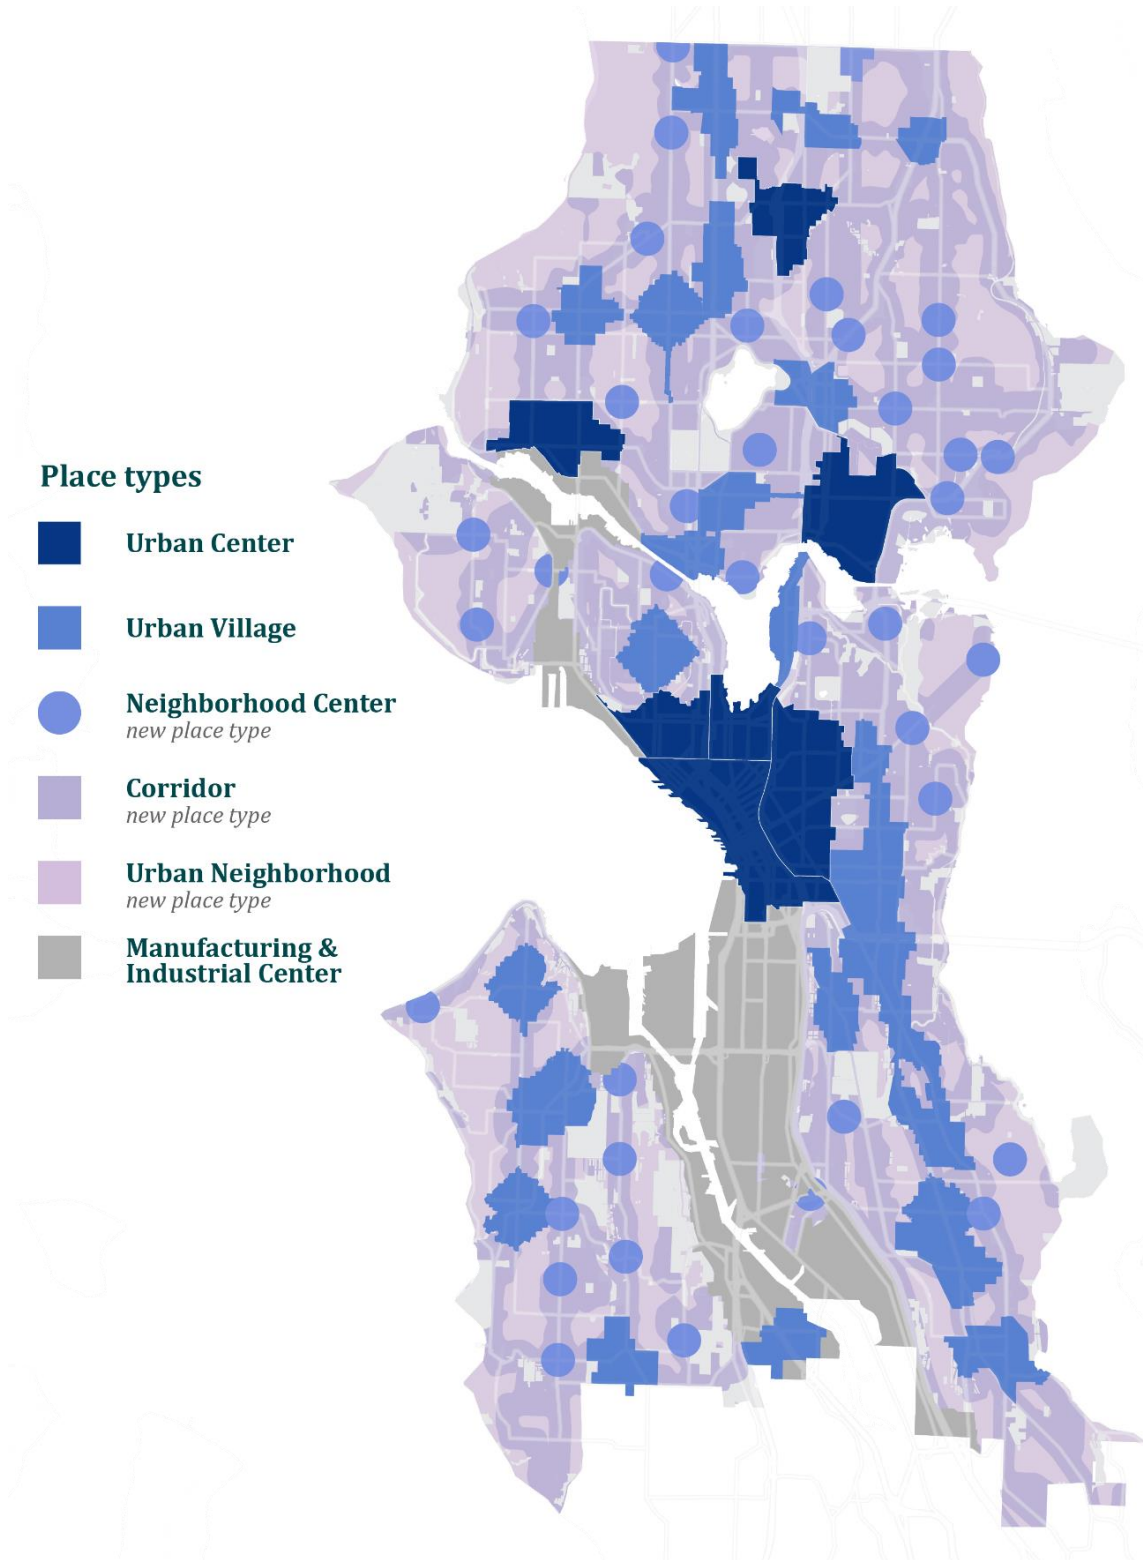 Place types
Urban Center
Urban Village
Neighborhood Center
new place type
Corridor
new place type
Urban Neighborhood
new place type
Manufacturing &
Industrial Center